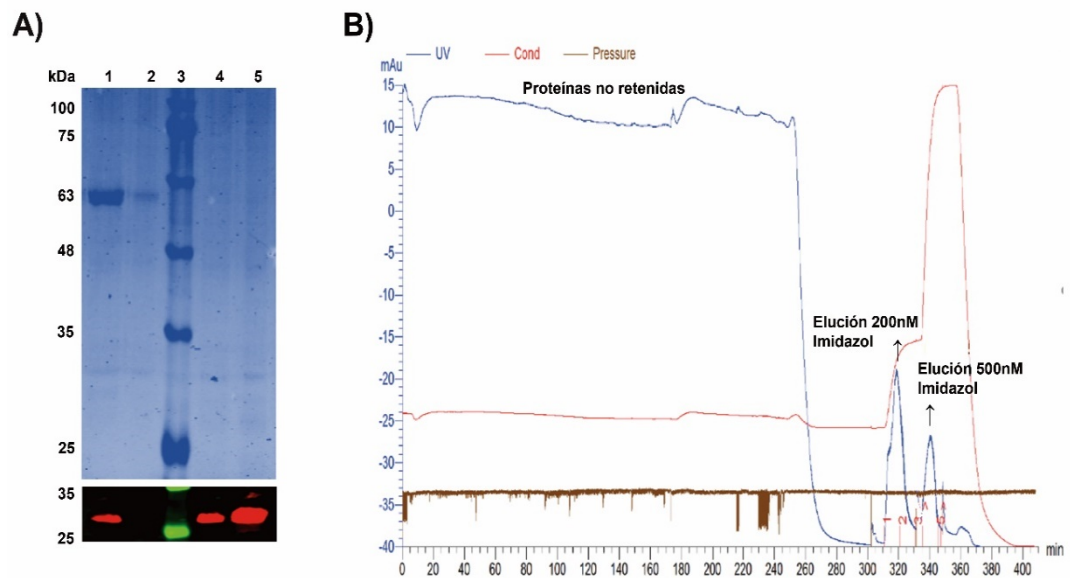 A)
kDa 1 2 3 4 5
100
75
63
48
35
25
35
25
B)
UV Cond Pressure
mAu
Proteínas no retenidas
15
10
5
0
-5
-10
-15
-20
-25
-30
-35
-40
Elución 200nM
Imidazol
Elución 500nM
Imidazol
1 2 3
0 20 40 60 80 100 120 140 160 180 200 220 240 260 280 300 320 340 360 380 400 min